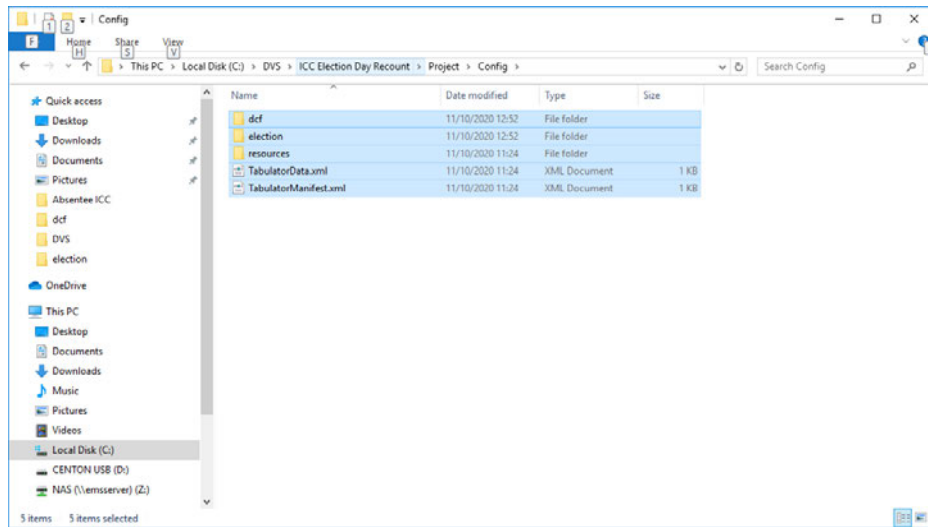 Config
1 2
F Home Share View
H S V
This PC > Local Disk (C:) > DVS > ICC Election Day Recount > Project > Config >
Search Config
Name Date modified Type Size
dcf 11/10/2020 12:52 File folder
election 11/10/2020 12:52 File folder
resources 11/10/2020 11:24 File folder
TabulatorData.xml 11/10/2020 11:24 XML Document 1 KB
TabulatorManifest.xml 11/10/2020 11:24 XML Document 1 KB
Quick access
Desktop
Downloads
Documents
Pictures
Absentee ICC
dcf
DVS
election
OneDrive
This PC
Desktop
Documents
Downloads
Music
Pictures
Videos
Local Disk (C:)
CENTON USB (D:)
NAS (\\emsserver) (Z:)
5 items 5 items selected